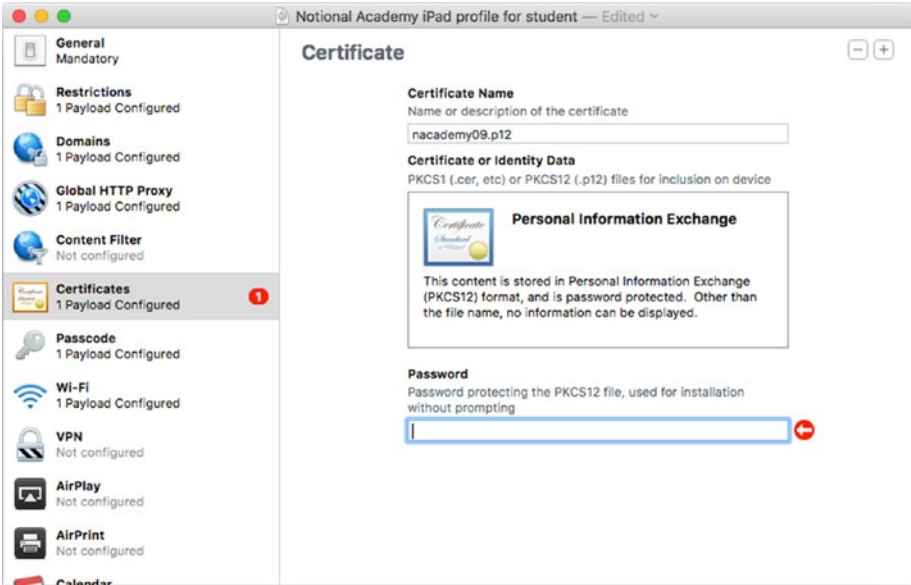 Notional Academy iPad profile for student — Edited
General
Mandatory
Restrictions
1 Payload Configured
Domains
1 Payload Configured
Global HTTP Proxy
1 Payload Configured
Content Filter
Not configured
Certificates
1 Payload Configured
1
Passcode
1 Payload Configured
Wi-Fi
1 Payload Configured
VPN
Not configured
AirPlay
Not configured
AirPrint
Not configured
Calendar
Certificate
Certificate Name
Name or description of the certificate
nacademy09.p12
Certificate or Identity Data
PKCS1 (.cer, etc) or PKCS12 (.p12) files for inclusion on device
Certificate
Standard
Personal Information Exchange
This content is stored in Personal Information Exchange
(PKCS12) format, and is password protected. Other than
the file name, no information can be displayed.
Password
Password protecting the PKCS12 file, used for installation
without prompting